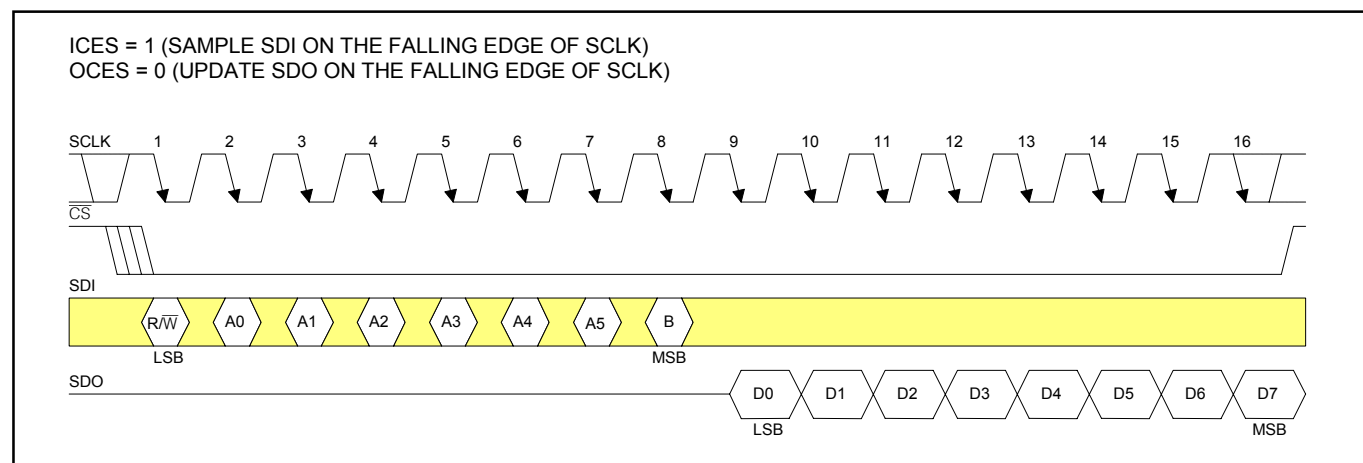 ICES = 1 (SAMPLE SDI ON THE FALLING EDGE OF SCLK)
OCES = 0 (UPDATE SDO ON THE FALLING EDGE OF SCLK)
SCLK 1 2 3 4 5 6 7 8 9 10 11 12 13 14 15 16
C̅S̅
SDI
R/W̅ A0 A1 A2 A3 A4 A5 B
LSB MSB
SDO
D0 D1 D2 D3 D4 D5 D6 D7
LSB MSB